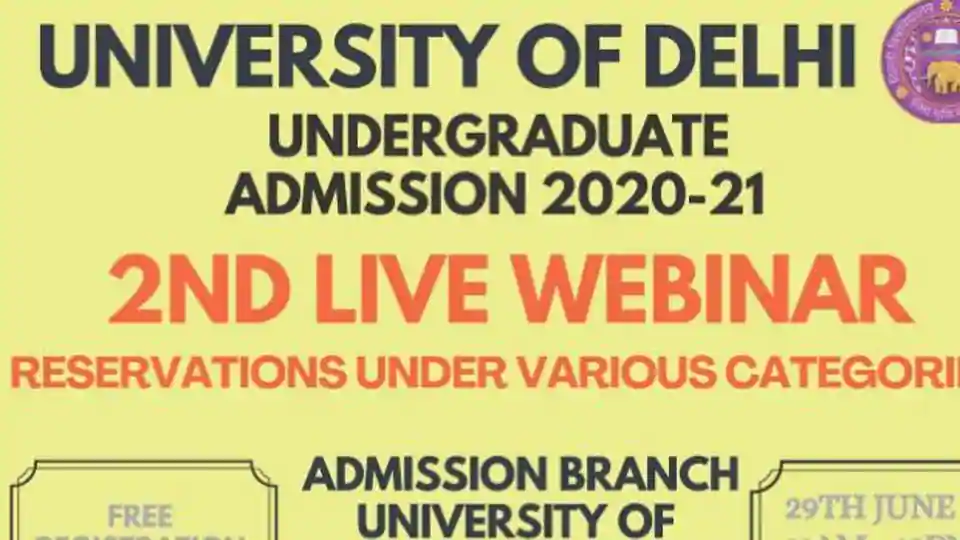 UNIVERSITY OF DELHI
UNDERGRADUATE
ADMISSION 2020-21
2ND LIVE WEBINAR
RESERVATIONS UNDER VARIOUS CATEGORI
ADMISSION BRANCH
UNIVERSITY OF
FREE
REGISTRATION
29TH JUNE